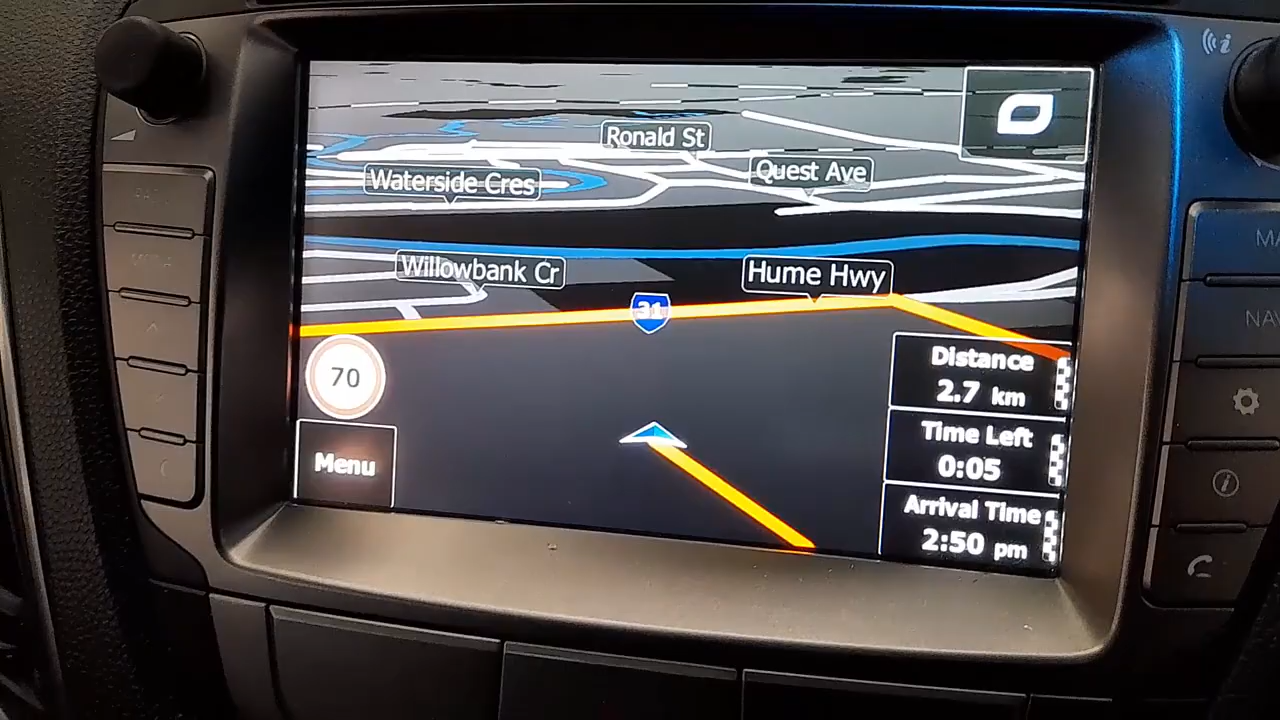 Ronald St
Quest Ave
Waterside Cres
Willowbank Cr
Hume Hwy
31
70
Menu
Distance
2.7 km
Time Left
0:05
Arrival Time
2:50 pm